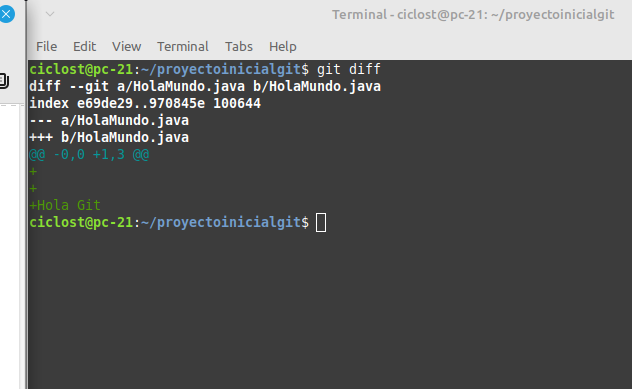 Terminal - ciclost@pc-21: ~/proyectoinicialgit
File Edit View Terminal Tabs Help
ciclost@pc-21:~/proyectoinicialgit$ git diff
diff --git a/HolaMundo.java b/HolaMundo.java
index e69de29..970845e 100644
--- a/HolaMundo.java
+++ b/HolaMundo.java
@@ -0,0 +1,3 @@
+
+
+Hola Git
ciclost@pc-21:~/proyectoinicialgit$